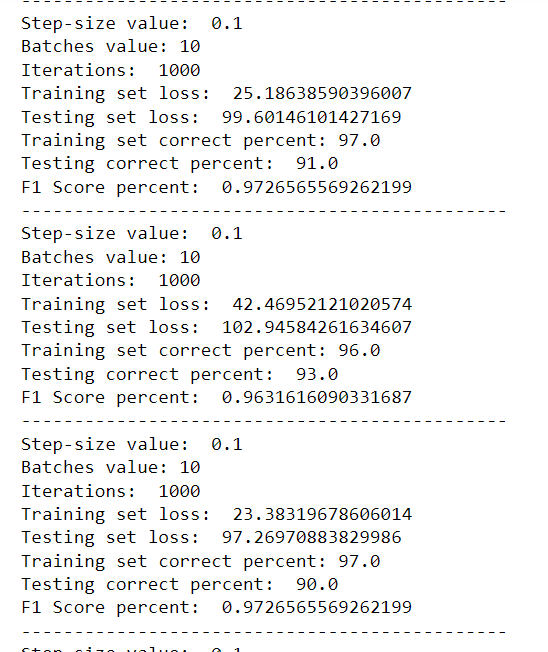 -----------------------------------------------
Step-size value:  0.1
Batches value: 10
Iterations:  1000
Training set loss:  25.18638590396007
Testing set loss:  99.60146101427169
Training set correct percent: 97.0
Testing correct percent:  91.0
F1 Score percent:  0.9726565569262199
-----------------------------------------------
Step-size value:  0.1
Batches value: 10
Iterations:  1000
Training set loss:  42.46952121020574
Testing set loss:  102.94584261634607
Training set correct percent: 96.0
Testing correct percent:  93.0
F1 Score percent:  0.9631616090331687
-----------------------------------------------
Step-size value:  0.1
Batches value: 10
Iterations:  1000
Training set loss:  23.38319678606014
Testing set loss:  97.26970883829986
Training set correct percent: 97.0
Testing correct percent:  90.0
F1 Score percent:  0.9726565569262199
-----------------------------------------------
Step-size value:  0.1